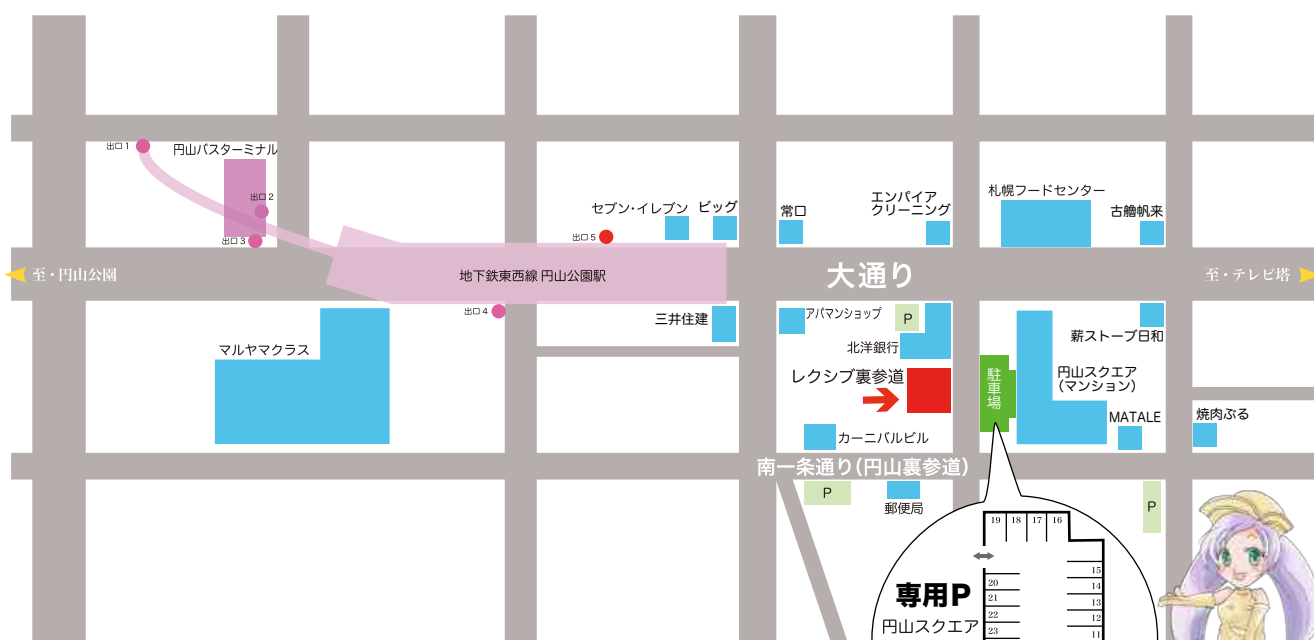 出口1
円山バスターミナル
出口2
出口3
セブン・イレブン
ビッグ
出口5
常口
エンパイア
クリーニング
札幌フードセンター
古艪帆来
至・円山公園
地下鉄東西線 円山公園駅
大通り
至・テレビ塔
出口4
三井住建
アパマンショップ
P
北洋銀行
薪ストーブ日和
マルヤマクラス
レクシブ裏参道
駐車場
円山スクエア
(マンション)
MATALE
焼肉ぶる
カーニバルビル
南一条通り(円山裏参道)
P
郵便局
P
19
18
17
16
15
14
13
12
11
20
21
22
23
専用P
円山スクエア